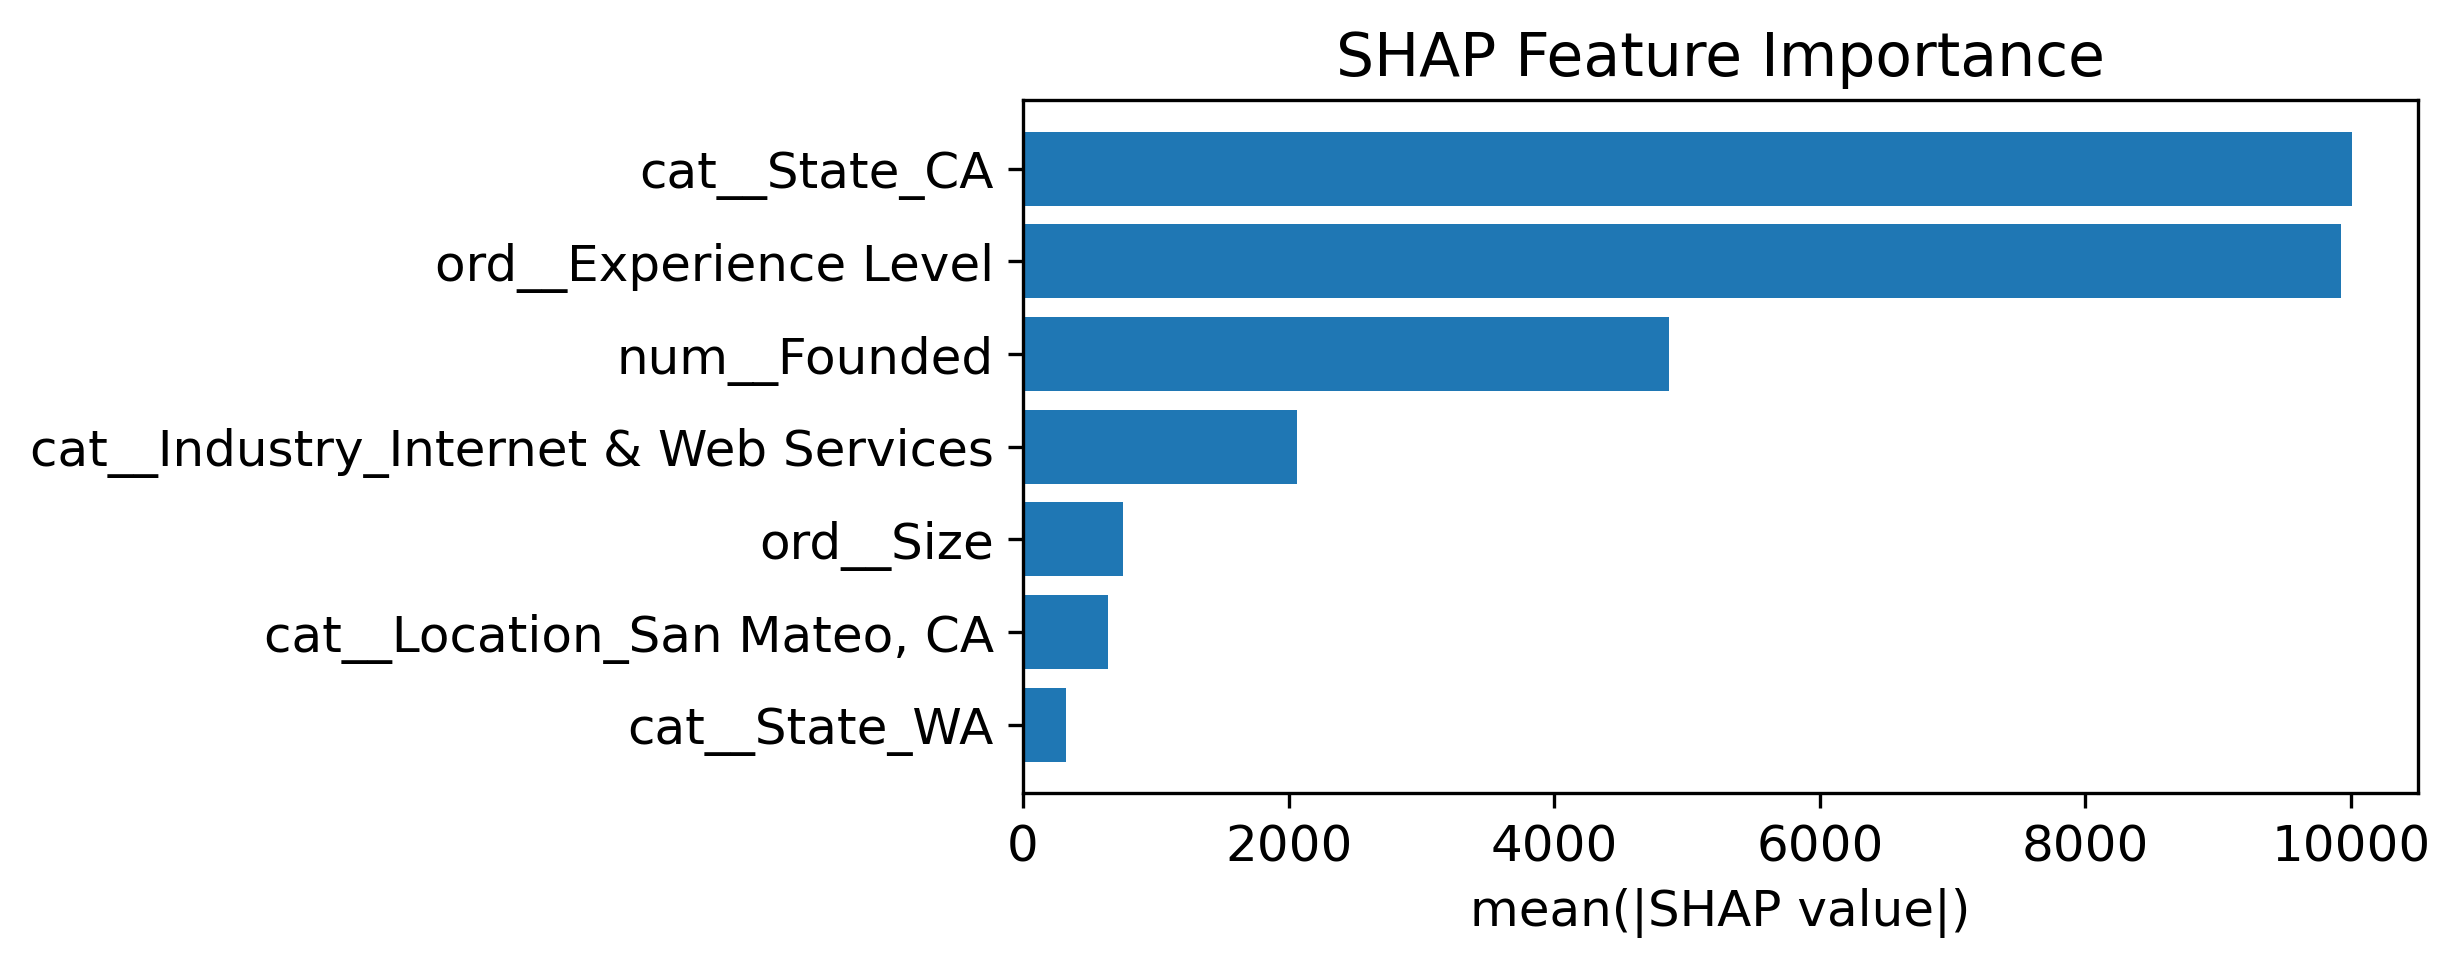 SHAP Feature Importance
cat__State_CA
ord__Experience Level
num__Founded
cat__Industry_Internet & Web Services
ord__Size
cat__Location_San Mateo, CA
cat__State_WA
0 2000 4000 6000 8000 10000
mean(|SHAP value|)